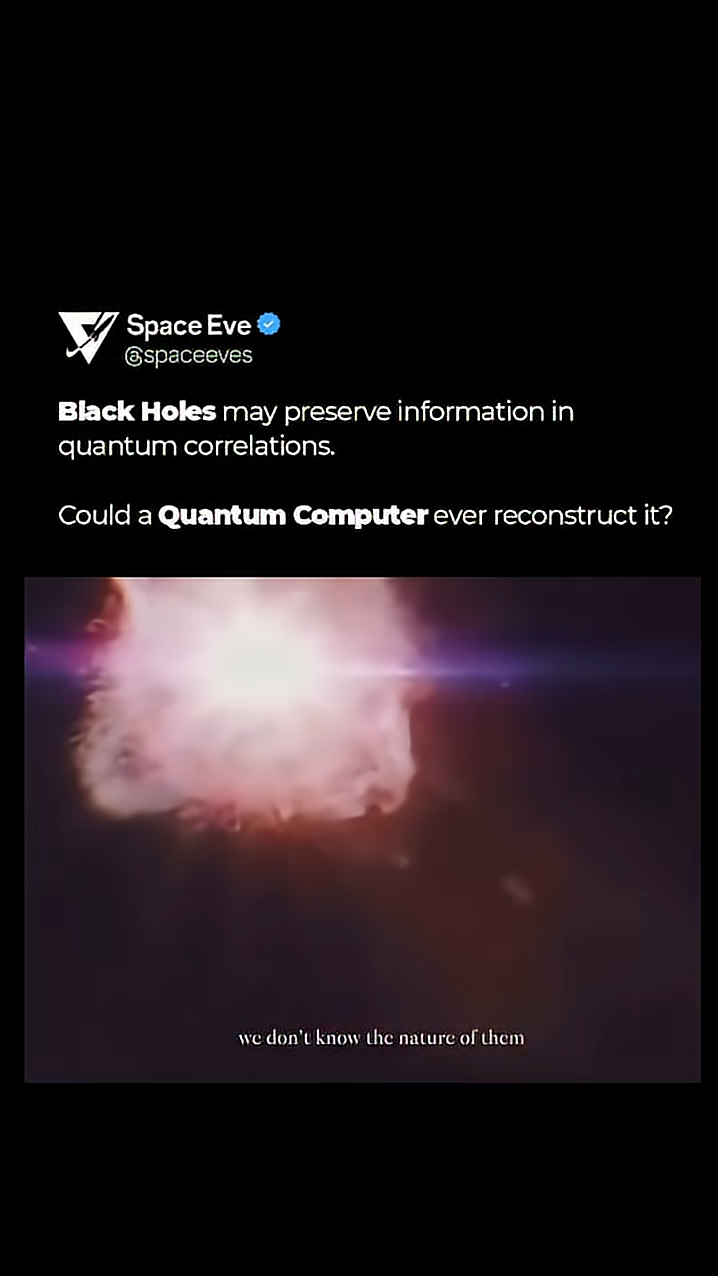 Space Eve
@spaceeves
Black Holes may preserve information in
quantum correlations.
Could a Quantum Computer ever reconstruct it?
we don't know the nature of them